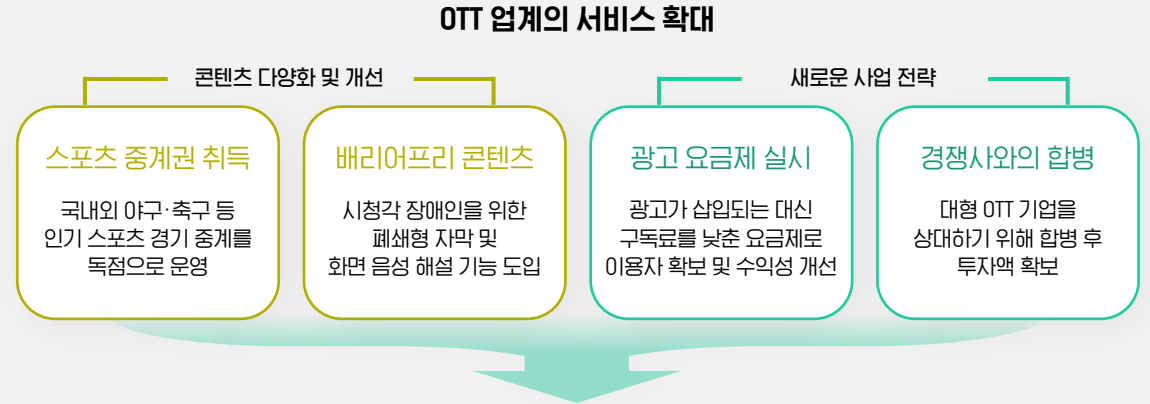 OTT 업계의 서비스 확대
콘텐츠 다양화 및 개선
스포츠 중계권 취득
국내외 야구·축구 등
인기 스포츠 경기 중계를
독점으로 운영
배리어프리 콘텐츠
시청각 장애인을 위한
폐쇄형 자막 및
화면 음성 해설 기능 도입
새로운 사업 전략
광고 요금제 실시
광고가 삽입되는 대신
구독료를 낮춘 요금제로
이용자 확보 및 수익성 개선
경쟁사와의 합병
대형 OTT 기업을
상대하기 위해 합병 후
투자액 확보